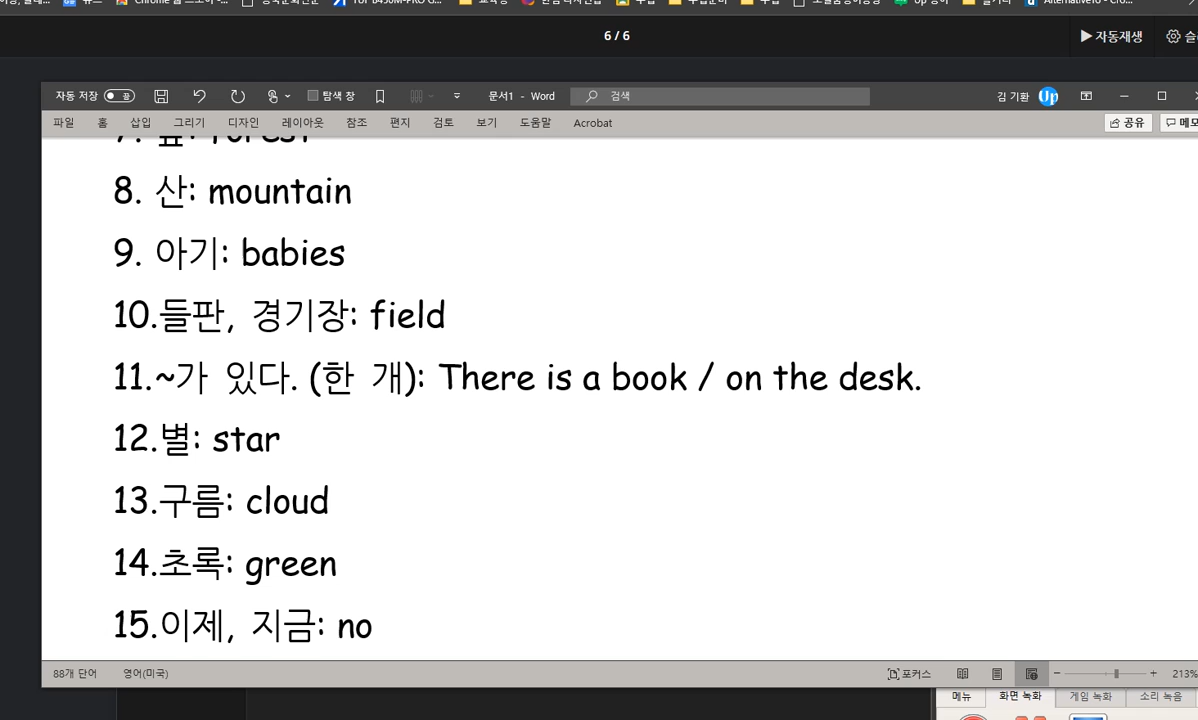 6 / 6
▶ 자동재생
자동 저장 끔 탐색 창 문서1 - Word 검색 김 기환 Up
파일 홈 삽입 그리기 디자인 레이아웃 참조 편지 검토 보기 도움말 Acrobat 공유
8. 산: mountain
9. 아기: babies
10.들판, 경기장: field
11.~가 있다. (한 개): There is a book / on the desk.
12.별: star
13.구름: cloud
14.초록: green
15.이제, 지금: no
88개 단어 영어(미국) 포커스 - + 213%
메뉴 화면 녹화 게임 녹화 소리 녹음